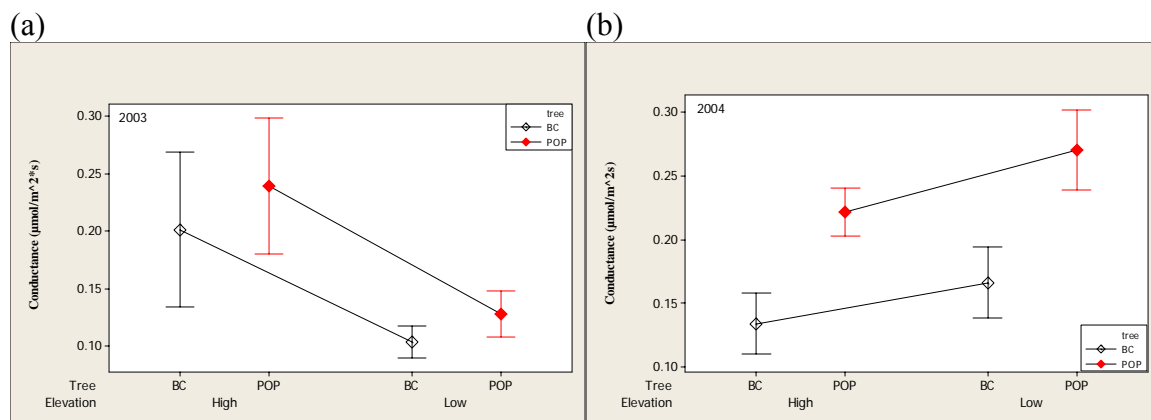 (a)
2003
tree
BC
POP
0.30
0.25
0.20
0.15
0.10
Conductance (µmol/m^2*s)
Tree BC POP BC POP
Elevation High Low
(b)
2004
tree
BC
POP
0.30
0.25
0.20
0.15
0.10
Conductance (µmol/m^2s)
Tree BC POP BC POP
Elevation High Low